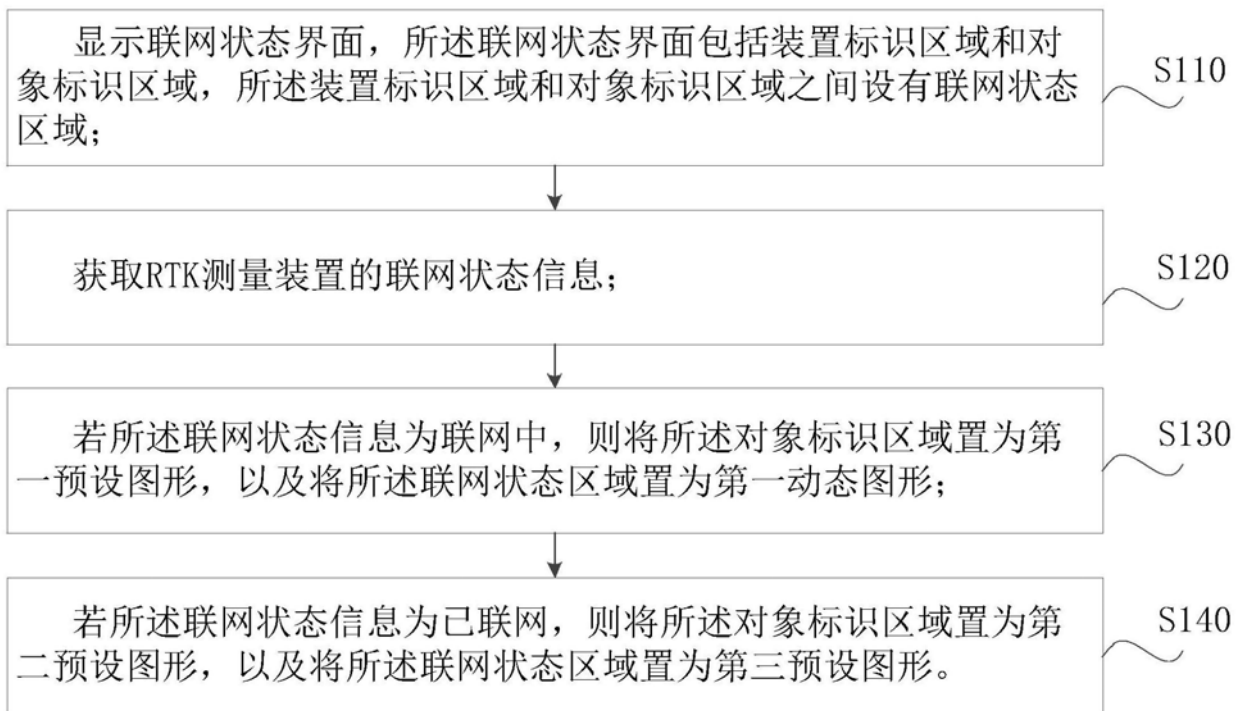 显示联网状态界面，所述联网状态界面包括装置标识区域和对
象标识区域，所述装置标识区域和对象标识区域之间设有联网状态
区域；
S110
获取RTK测量装置的联网状态信息；
S120
若所述联网状态信息为联网中，则将所述对象标识区域置为第
一预设图形，以及将所述联网状态区域置为第一动态图形；
S130
若所述联网状态信息为已联网，则将所述对象标识区域置为第
二预设图形，以及将所述联网状态区域置为第三预设图形。
S140